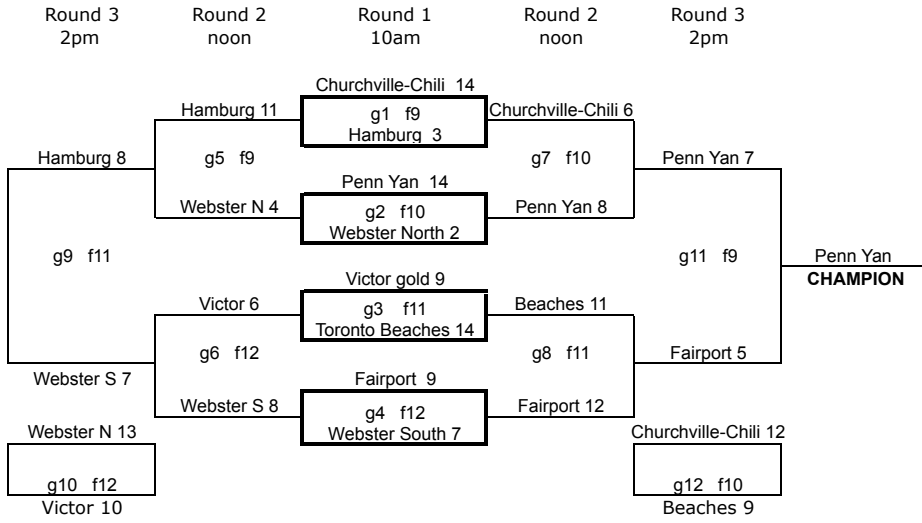 Round 3 Round 2 Round 1 Round 2 Round 3
2pm noon 10am noon 2pm
Churchville-Chili 14
Hamburg 11 g1 f9 Churchville-Chili 6
Hamburg 3
Hamburg 8 g5 f9 g7 f10 Penn Yan 7
Penn Yan 14
Webster N 4 g2 f10 Penn Yan 8
Webster North 2
g9 f11 g11 f9 Penn Yan
Victor gold 9 CHAMPION
Victor 6 g3 f11 Beaches 11
Toronto Beaches 14
g6 f12 g8 f11
Webster S 7 Fairport 9 Fairport 5
Webster S 8 g4 f12 Fairport 12
Webster South 7
Webster N 13 Churchville-Chili 12
g10 f12 g12 f10
Victor 10 Beaches 9